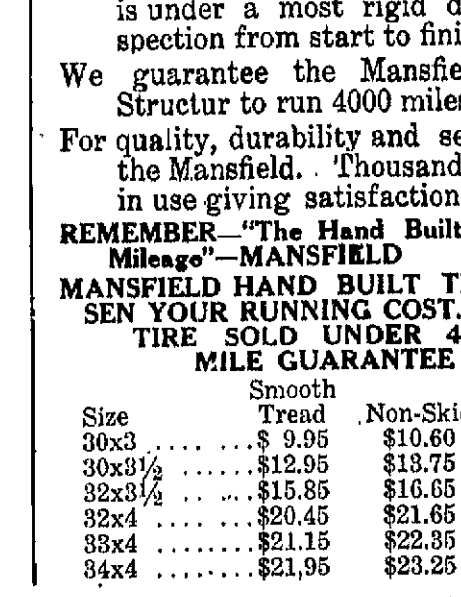 is under a most rigid
spection from start to fini
We guarantee the Mansfie
Structur to run 4000 mile
For quality, durability and se
the Mansfield. Thousand
in use giving satisfaction
REMEMBER—"The Hand Built
Mileage"—MANSFIELD
MANSFIELD HAND BUILT T
SEN YOUR RUNNING COST.
TIRE SOLD UNDER 4
MILE GUARANTEE
Smooth
Size Tread Non-Ski
30x3 .... ...$ 9.95 $10.60
30x3½ ......$12.95 $13.75
32x3½ .. ....$15.85 $16.65
32x4 .... ....$20.45 $21.65
33x4 ........$21.15 $22.35
34x4 ........$21,95 $23.25